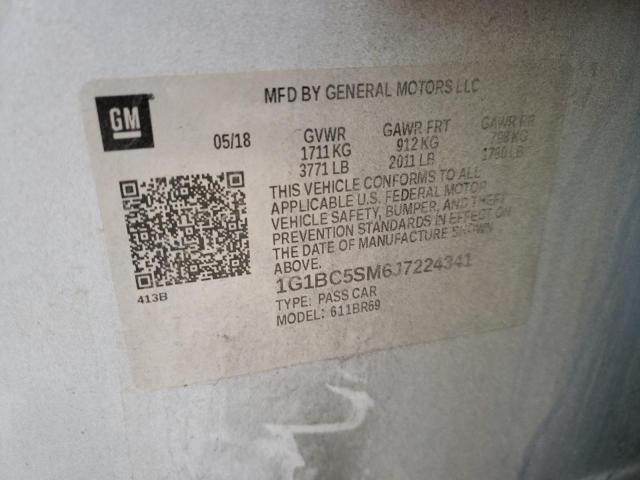 GM
MFD BY GENERAL MOTORS LLC
05/18
GVWR GAWR FRT GAWR RR
1711 KG 912 KG 798 KG
3771 LB 2011 LB 1760 LB
THIS VEHICLE CONFORMS TO ALL
APPLICABLE U.S. FEDERAL MOTOR
VEHICLE SAFETY, BUMPER, AND THEFT
PREVENTION STANDARDS IN EFFECT ON
THE DATE OF MANUFACTURE SHOWN
ABOVE.
1G1BC5SM6J7224341
TYPE: PASS CAR
MODEL: 611BR69
413B